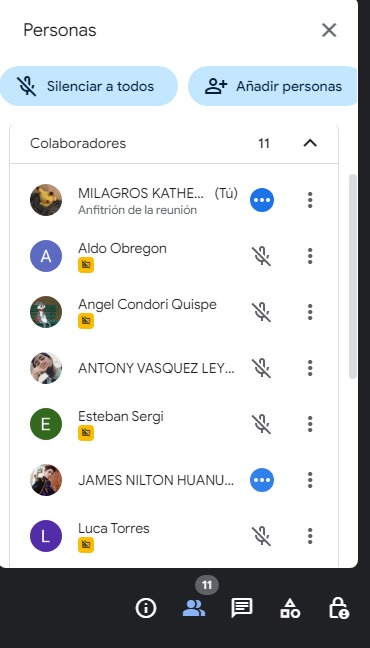 Personas
Silenciar a todos
Añadir personas
Colaboradores 11
MILAGROS KATHE... (Tú)
Anfitrión de la reunión
A Aldo Obregon
Angel Condori Quispe
ANTONY VASQUEZ LEY...
E Esteban Sergi
JAMES NILTON HUANU...
L Luca Torres
11